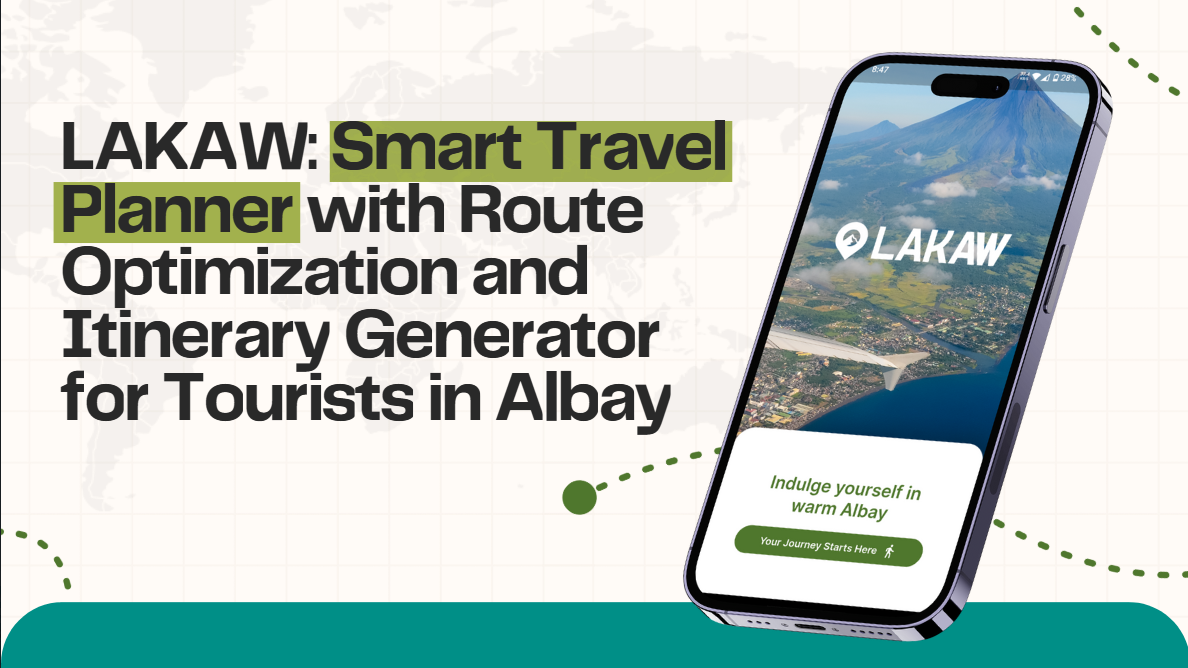 LAKAW: Smart Travel
Planner with Route
Optimization and
Itinerary Generator
for Tourists in Albay
8:47
28%
LAKAW
Indulge yourself in
warm Albay
Your Journey Starts Here